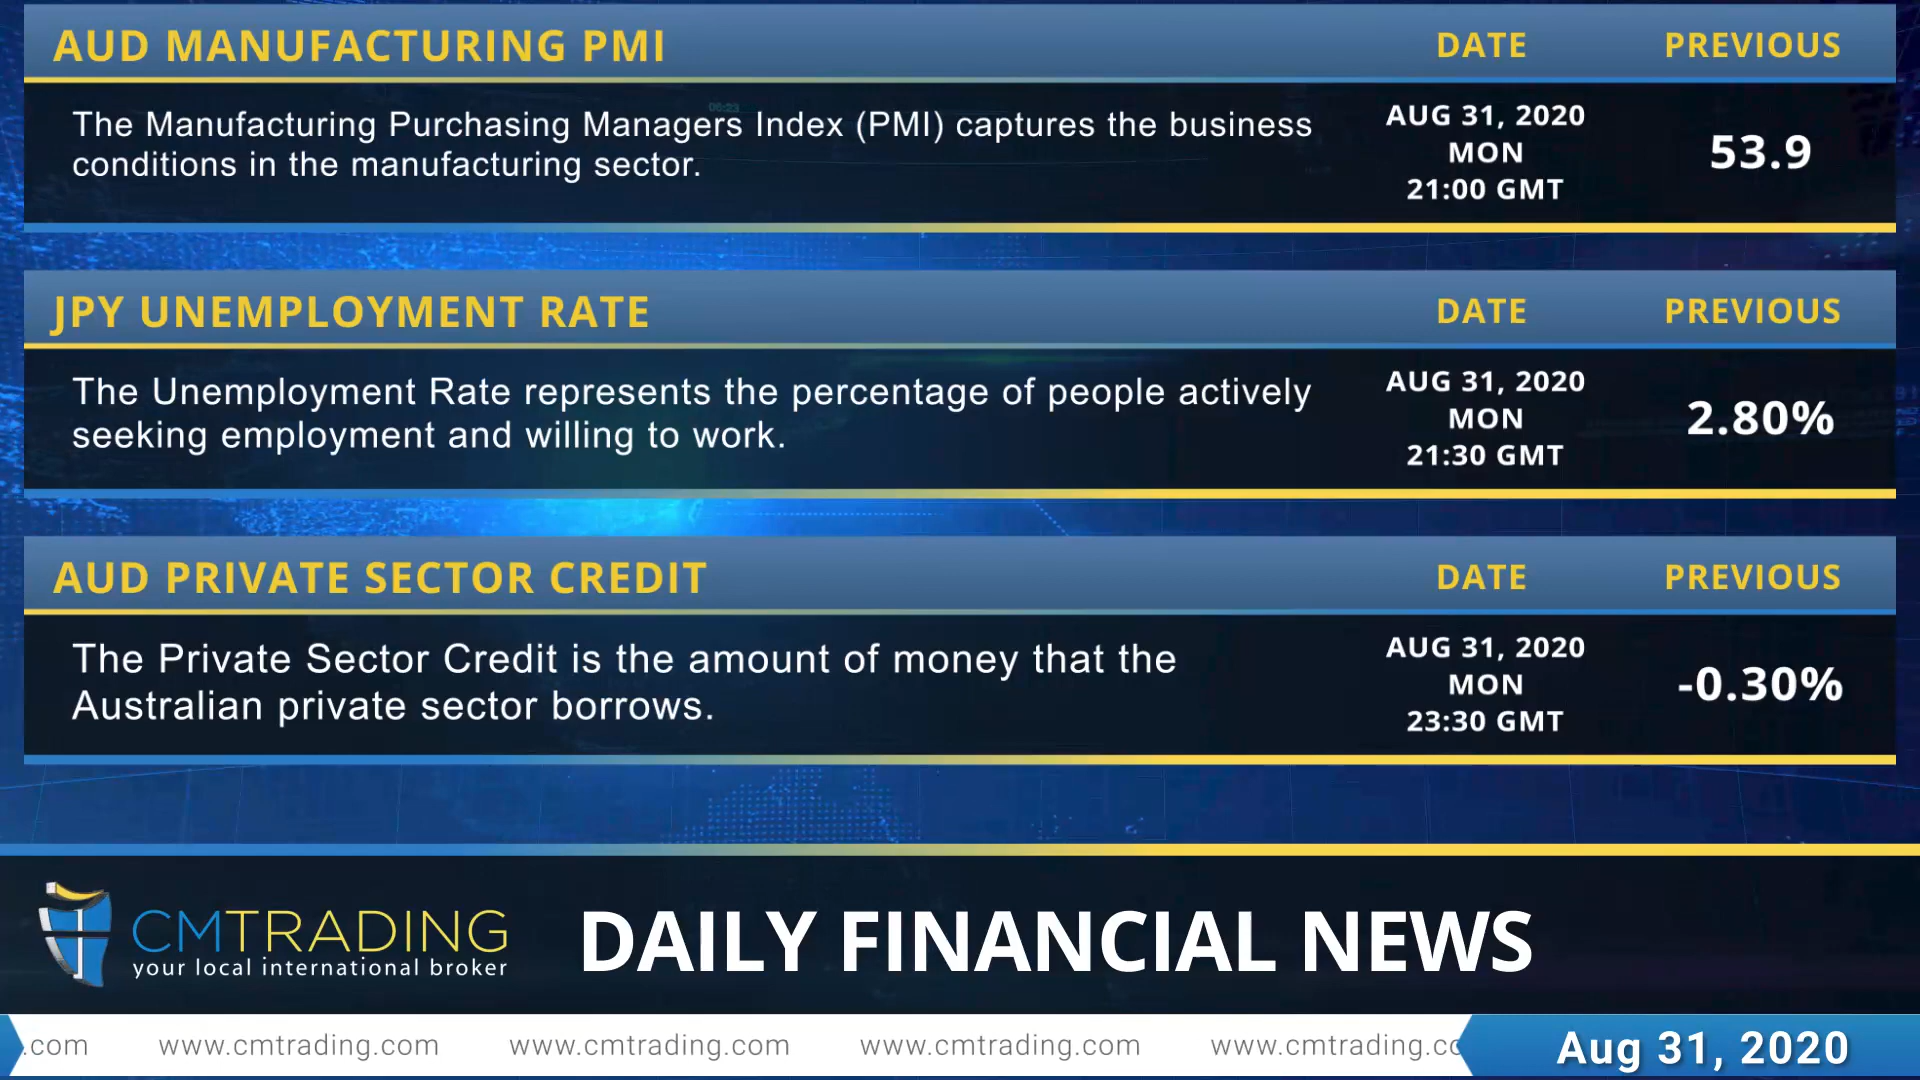 AUD MANUFACTURING PMI
DATE
PREVIOUS
The Manufacturing Purchasing Managers Index (PMI) captures the business
conditions in the manufacturing sector.
AUG 31, 2020
MON
21:00 GMT
53.9
JPY UNEMPLOYMENT RATE
DATE
PREVIOUS
The Unemployment Rate represents the percentage of people actively
seeking employment and willing to work.
AUG 31, 2020
MON
21:30 GMT
2.80%
AUD PRIVATE SECTOR CREDIT
DATE
PREVIOUS
The Private Sector Credit is the amount of money that the
Australian private sector borrows.
AUG 31, 2020
MON
23:30 GMT
-0.30%
CMTRADING
your local international broker
DAILY FINANCIAL NEWS
.com www.cmtrading.com www.cmtrading.com www.cmtrading.com www.cmtrading.co
Aug 31, 2020